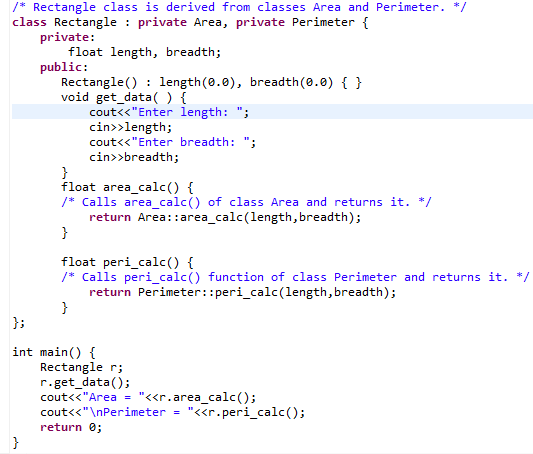 /* Rectangle class is derived from classes Area and Perimeter. */
class Rectangle : private Area, private Perimeter {
    private:
        float length, breadth;
    public:
       Rectangle() : length(0.0), breadth(0.0) { }
       void get_data( ) {
           cout<<"Enter length: ";
           cin>>length;
           cout<<"Enter breadth: ";
           cin>>breadth;
       }
       float area_calc() {
       /* Calls area_calc() of class Area and returns it. */
           return Area::area_calc(length,breadth);
       }

       float peri_calc() {
       /* Calls peri_calc() function of class Perimeter and returns it. */
           return Perimeter::peri_calc(length,breadth);
       }
};

int main() {
    Rectangle r;
    r.get_data();
    cout<<"Area = "<<r.area_calc();
    cout<<"\nPerimeter = "<<r.peri_calc();
    return 0;
}